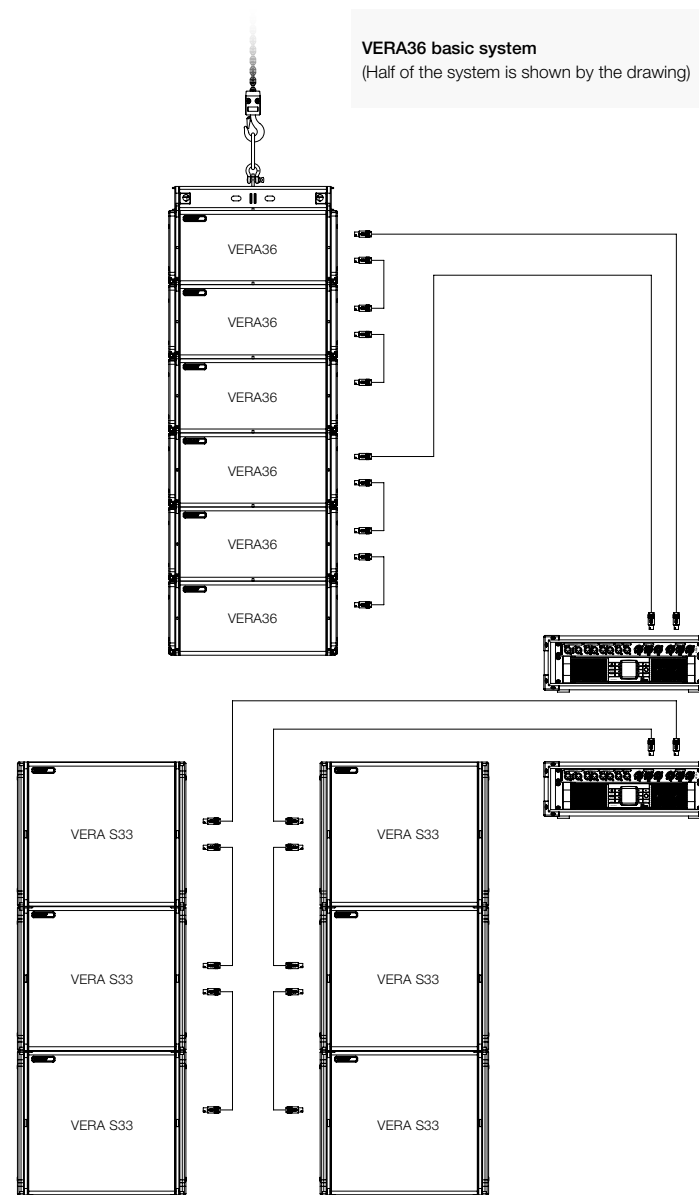 VERA36 basic system
(Half of the system is shown by the drawing)
VERA36
VERA36
VERA36
VERA36
VERA36
VERA36
VERA S33
VERA S33
VERA S33
VERA S33
VERA S33
VERA S33